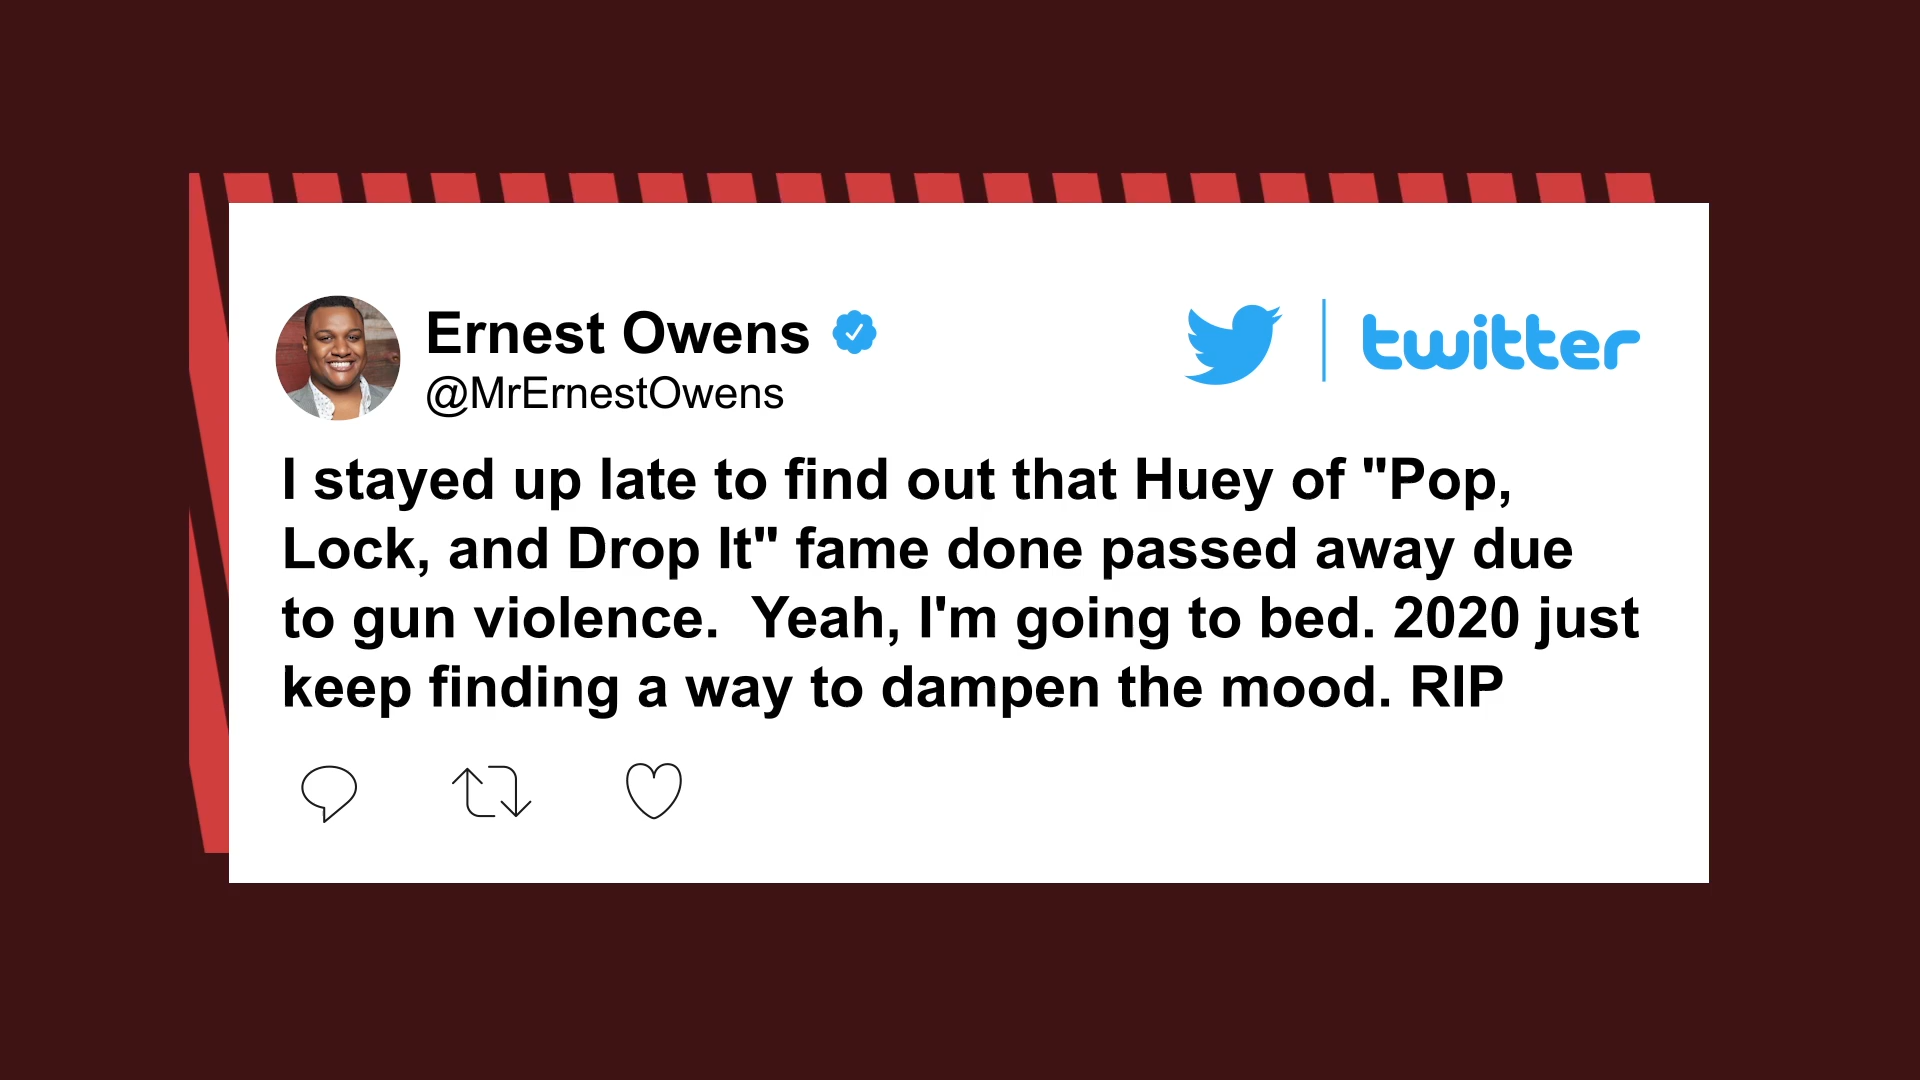 Ernest Owens
twitter
@MrErnestOwens
I stayed up late to find out that Huey of "Pop,
Lock, and Drop It" fame done passed away due
to gun violence.  Yeah, I'm going to bed. 2020 just
keep finding a way to dampen the mood. RIP